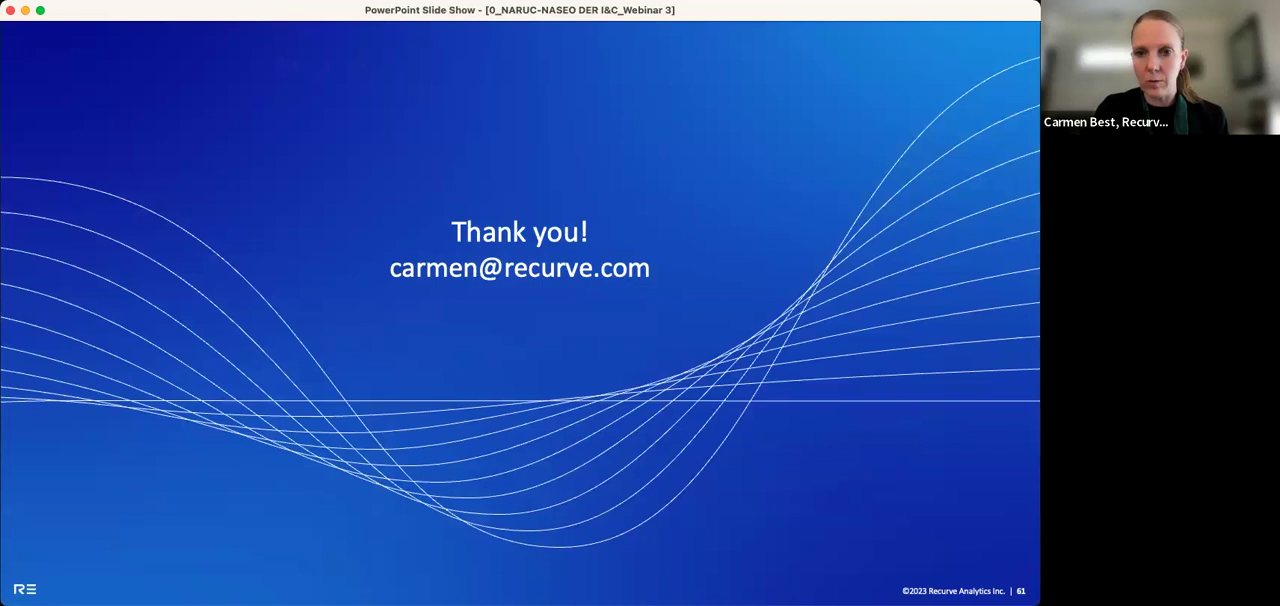 PowerPoint Slide Show - [0_NARUC-NASEO DER I&C_Webinar 3]
Carmen Best, Recurv...
Thank you!
carmen@recurve.com
RE
©2023 Recurve Analytics Inc. | 61